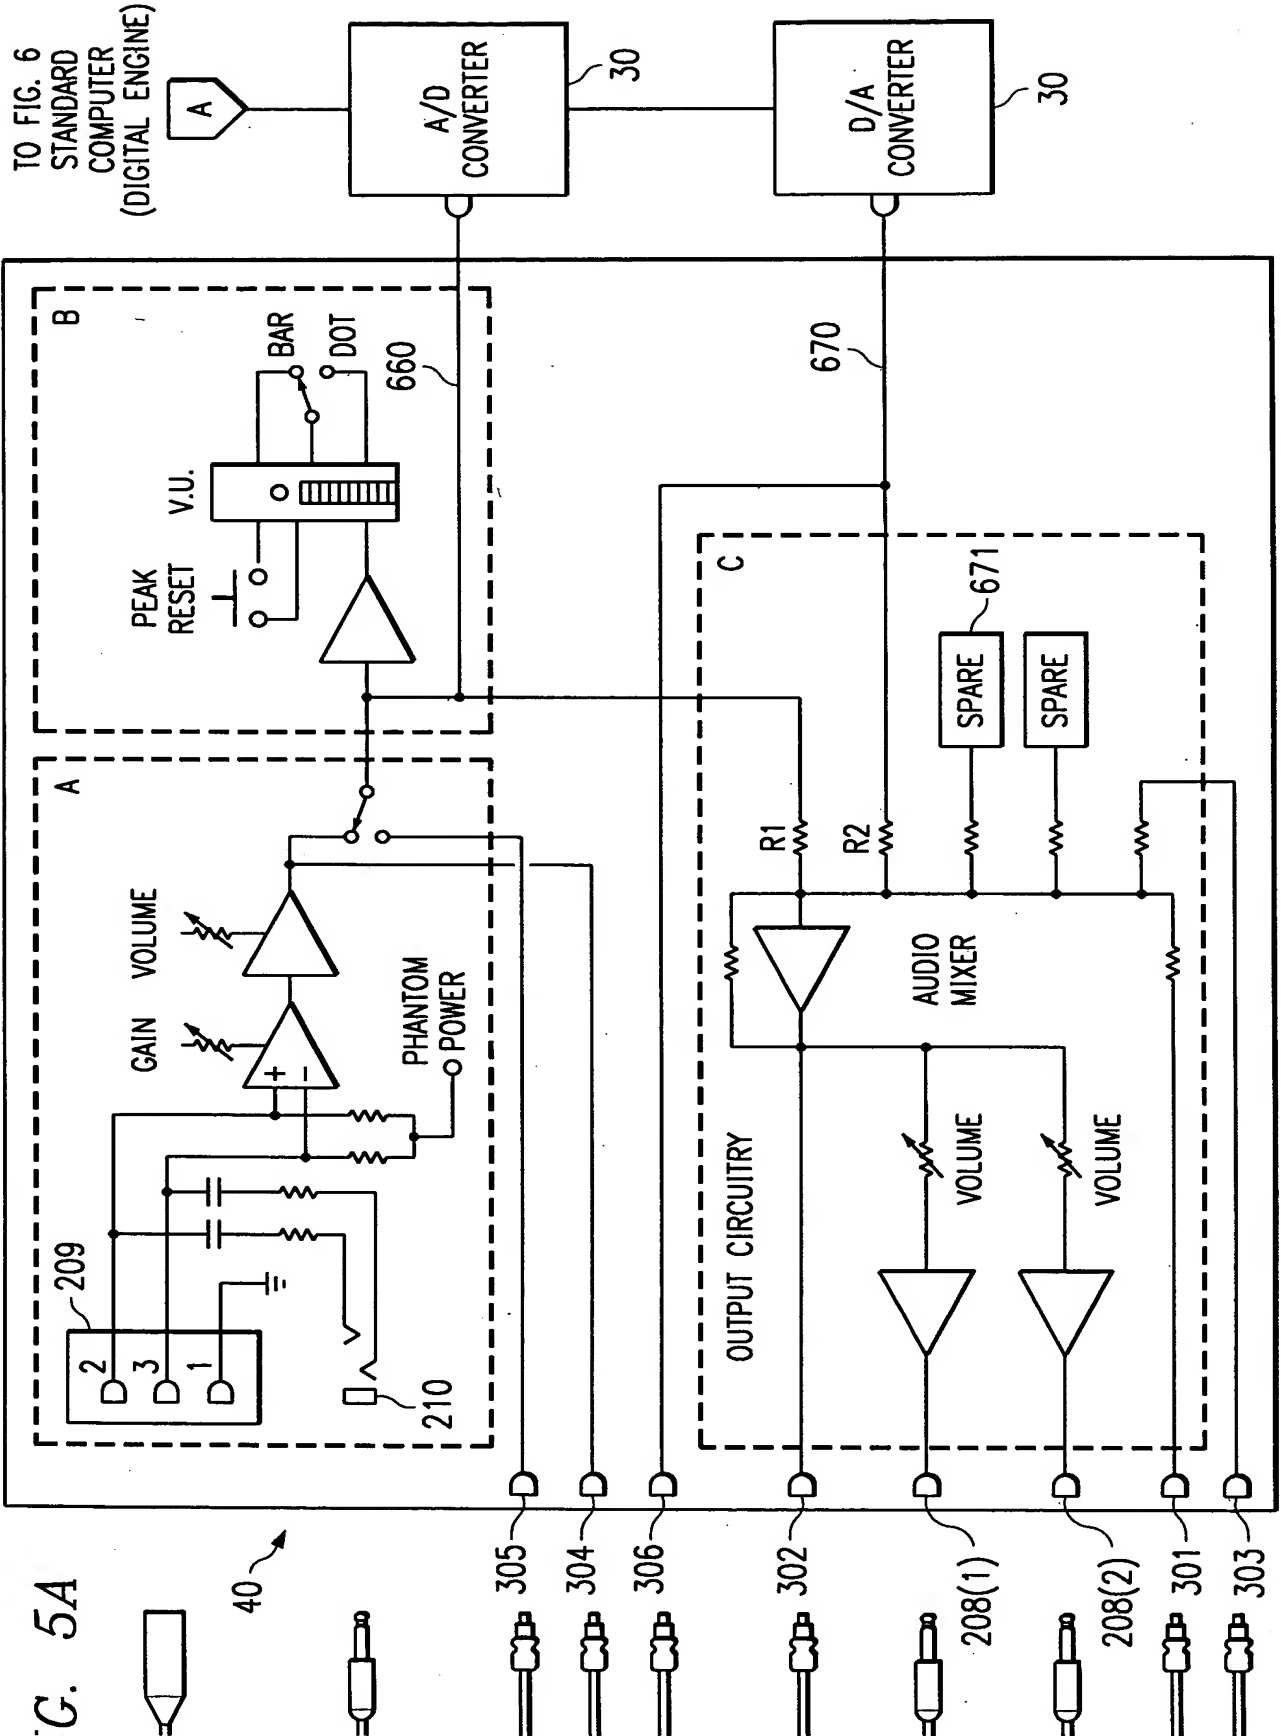 TO FIG. 6
STANDARD
COMPUTER
(DIGITAL ENGINE)
A
A/D
CONVERTER
30
D/A
CONVERTER
30
B
BAR
DOT
660
V.U.
PEAK
RESET
670
A
VOLUME
GAIN
+
−
PHANTOM
POWER
209
2
3
1
210
C
671
SPARE
SPARE
R1
R2
AUDIO
MIXER
OUTPUT CIRCUITRY
VOLUME
VOLUME
40
305
304
306
302
208(1)
208(2)
301
303
G. 5A